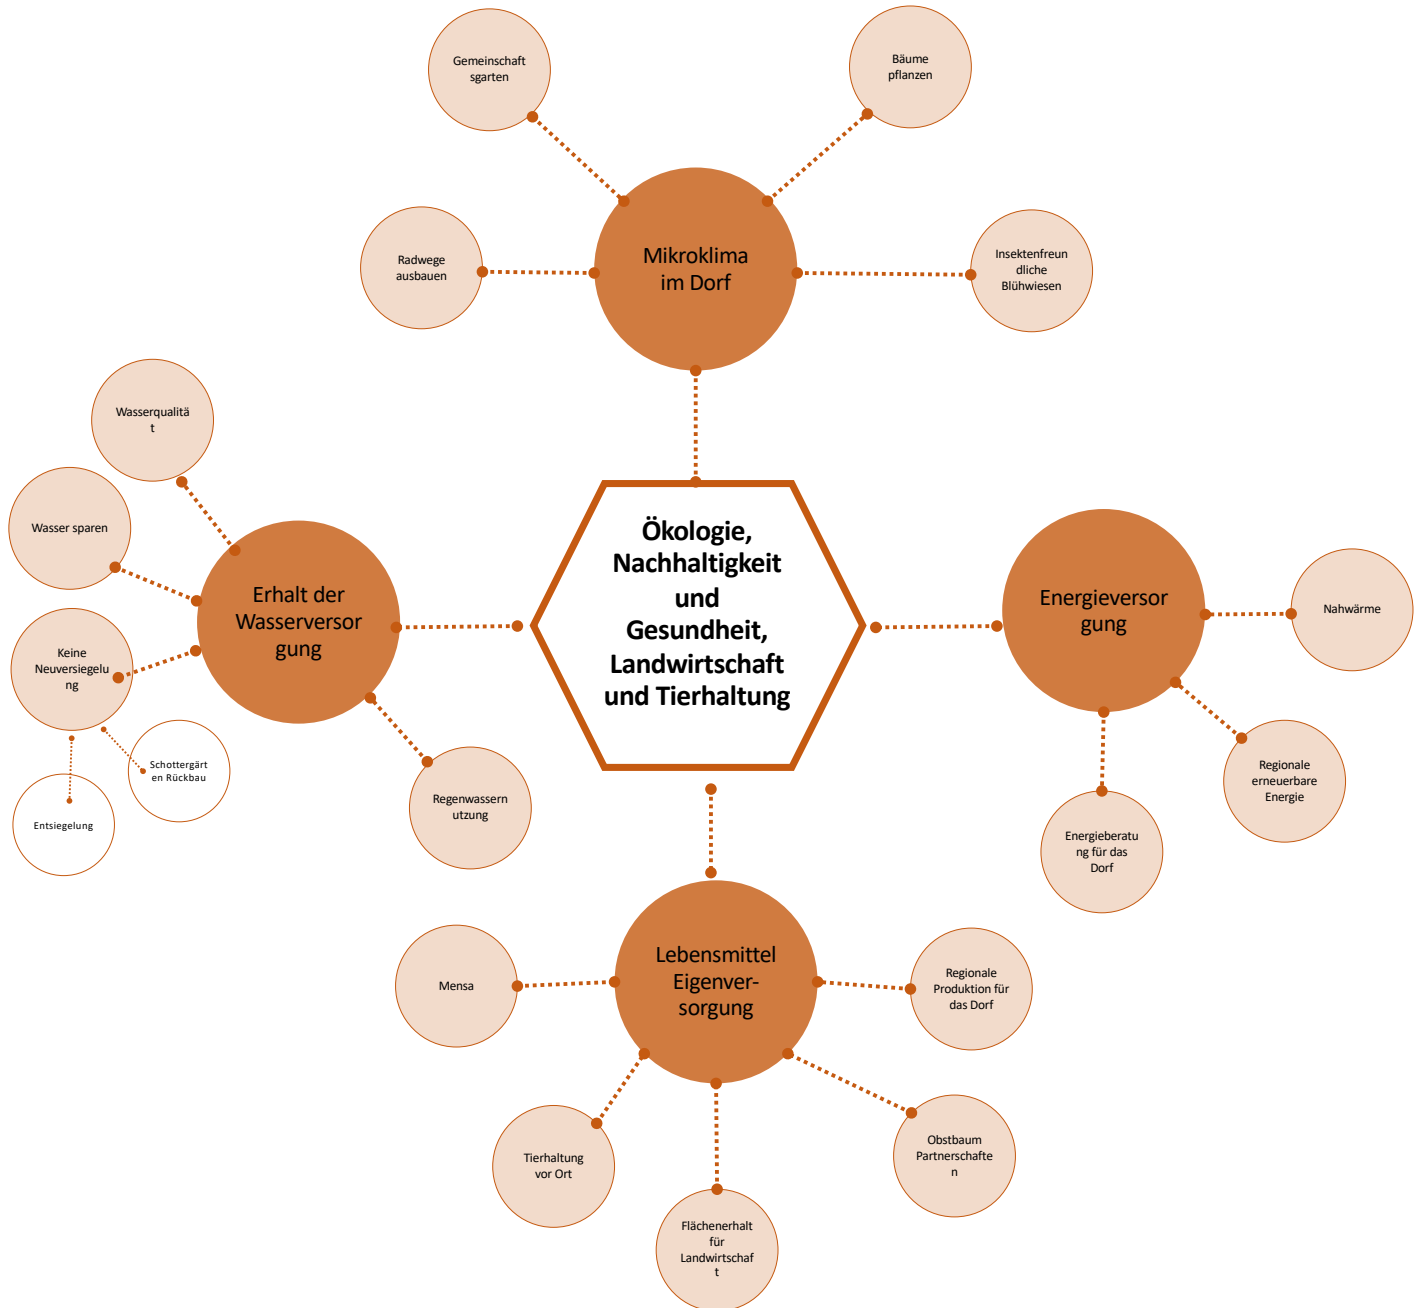 Gemeinschaft
sgarten
Bäume
pflanzen
Radwege
ausbauen
Mikroklima
im Dorf
Insektenfreun
dliche
Blühwiesen
Wasserqualitä
t
Wasser sparen
Erhalt der
Wasserversor
gung
Keine
Neuversiegelu
ng
Schottergärt
en Rückbau
Entsiegelung
Regenwassern
utzung
Ökologie,
Nachhaltigkeit
und
Gesundheit,
Landwirtschaft
und Tierhaltung
Energieversor
gung
Nahwärme
Regionale
erneuerbare
Energie
Energieberatu
ng für das
Dorf
Lebensmittel
Eigenver-
sorgung
Mensa
Regionale
Produktion für
das Dorf
Tierhaltung
vor Ort
Obstbaum
Partnerschafte
n
Flächenerhalt
für
Landwirtschaf
t